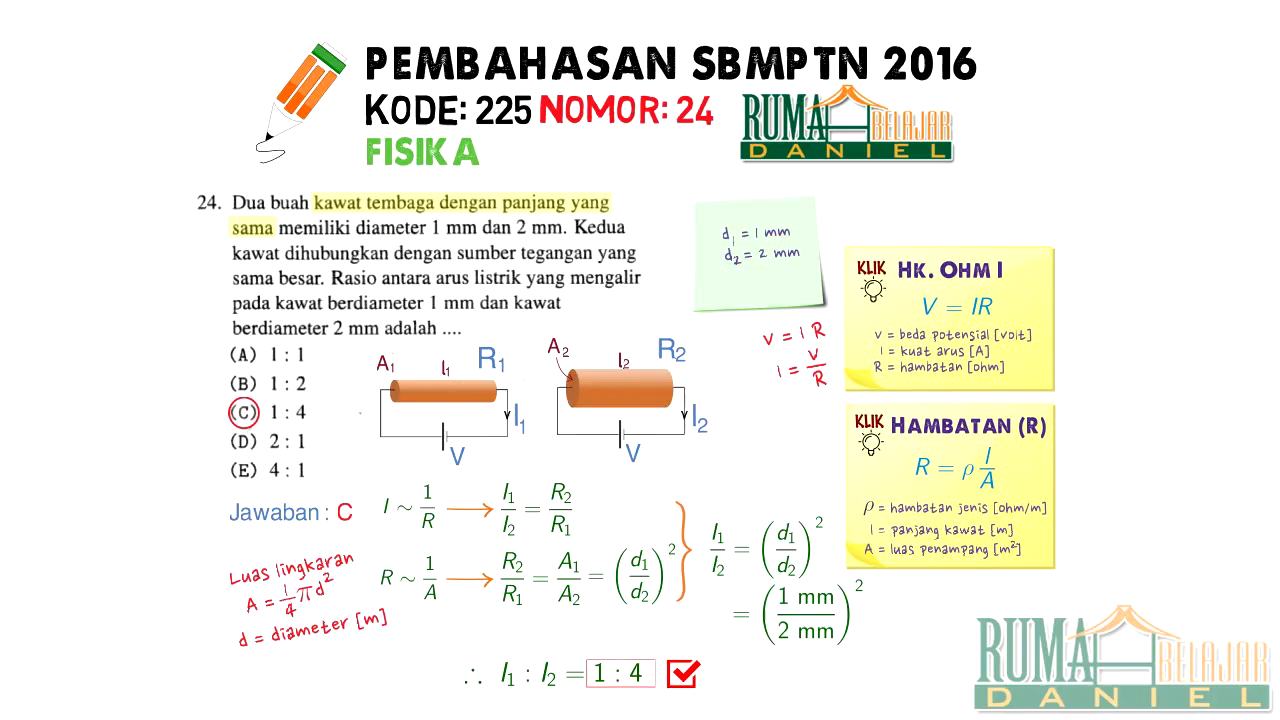 PEMBAHASAN SBMPTN 2016
KODE: 225 NOMOR: 24
FISIKA
RUMA BELAJAR
DANIEL
24. Dua buah kawat tembaga dengan panjang yang
sama memiliki diameter 1 mm dan 2 mm. Kedua
kawat dihubungkan dengan sumber tegangan yang
sama besar. Rasio antara arus listrik yang mengalir
pada kawat berdiameter 1 mm dan kawat
berdiameter 2 mm adalah ....
(A) 1 : 1
(B) 1 : 2
(C) 1 : 4
(D) 2 : 1
(E) 4 : 1
Jawaban : C
Luas lingkaran
A = 1/4 π d²
d = diameter [m]
A₁ l₁ R₁
I₁
V
A₂ l₂ R₂
I₂
V
d₁ = 1 mm
d₂ = 2 mm
V = I R
I = V/R
KLIK HK. OHM I
V = IR
V = beda potensial [volt]
I = kuat arus [A]
R = hambatan [ohm]
KLIK HAMBATAN (R)
R = ρ l/A
ρ = hambatan jenis [ohm/m]
l = panjang kawat [m]
A = luas penampang [m²]
I ~ 1/R → I₁/I₂ = R₂/R₁
R ~ 1/A → R₂/R₁ = A₁/A₂ = (d₁/d₂)²
I₁/I₂ = (d₁/d₂)²
= (1 mm/2 mm)²
∴ I₁ : I₂ = 1 : 4
RUMA BELAJAR
DANIEL